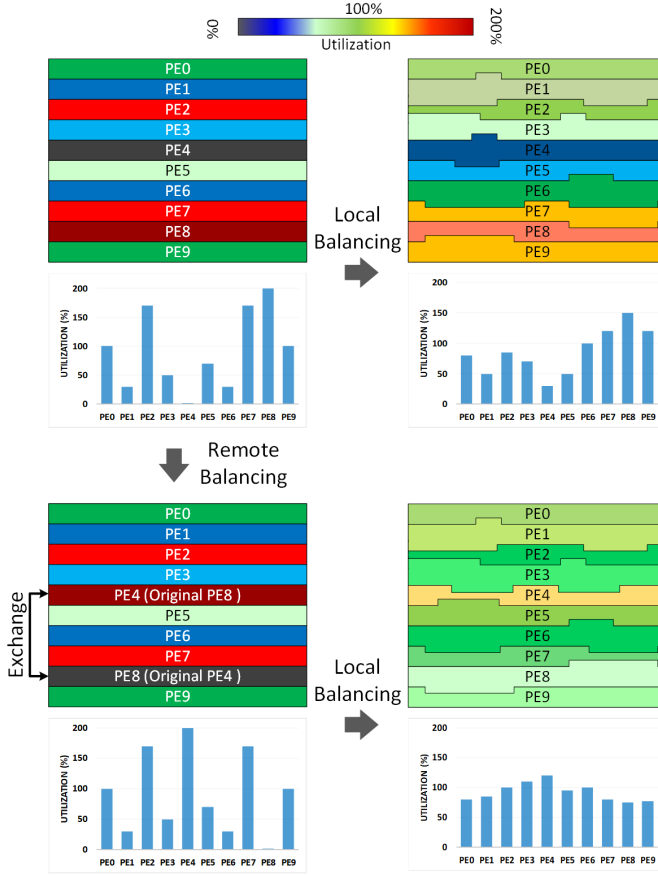 0%
100%
200%
Utilization
PE0
PE1
PE2
PE3
PE4
PE5
PE6
PE7
PE8
PE9
Local
Balancing
PE0
PE1
PE2
PE3
PE4
PE5
PE6
PE7
PE8
PE9
UTILIZATION (%)
200
150
100
50
0
PE0 PE1 PE2 PE3 PE4 PE5 PE6 PE7 PE8 PE9
UTILIZATION (%)
200
150
100
50
0
PE0 PE1 PE2 PE3 PE4 PE5 PE6 PE7 PE8 PE9
Remote
Balancing
Exchange
PE0
PE1
PE2
PE3
PE4 (Original PE8 )
PE5
PE6
PE7
PE8 (Original PE4 )
PE9
Local
Balancing
PE0
PE1
PE2
PE3
PE4
PE5
PE6
PE7
PE8
PE9
UTILIZATION (%)
200
150
100
50
0
PE0 PE1 PE2 PE3 PE4 PE5 PE6 PE7 PE8 PE9
UTILIZATION (%)
200
150
100
50
0
PE0 PE1 PE2 PE3 PE4 PE5 PE6 PE7 PE8 PE9